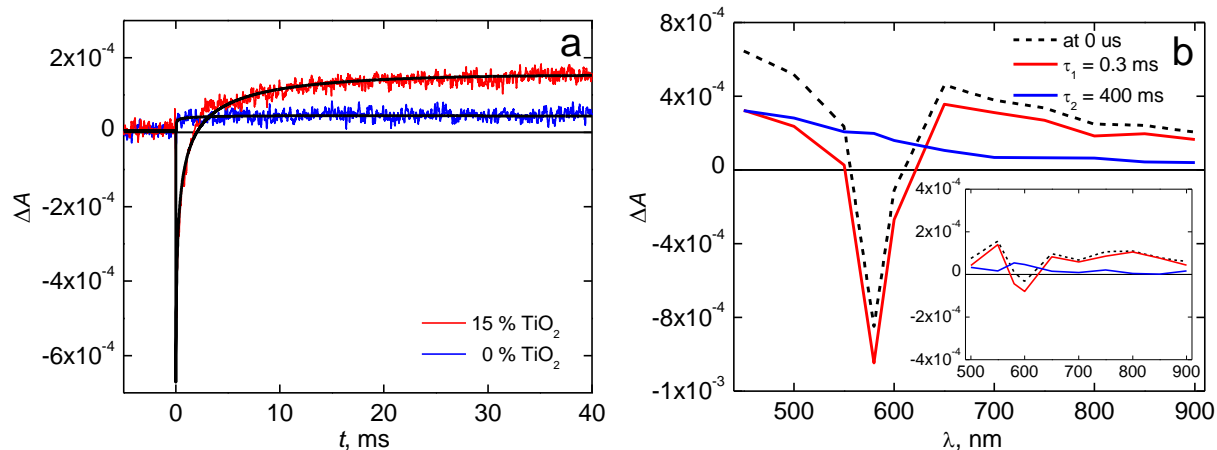 a
2x10⁻⁴
0
-2x10⁻⁴
-4x10⁻⁴
-6x10⁻⁴
ΔA
15 % TiO₂
0 % TiO₂
0 10 20 30 40
t, ms
b
8x10⁻⁴
4x10⁻⁴
0
-4x10⁻⁴
-8x10⁻⁴
-1x10⁻³
ΔA
at 0 us
τ₁ = 0.3 ms
τ₂ = 400 ms
4x10⁻⁴
2x10⁻⁴
0
-2x10⁻⁴
-4x10⁻⁴
500 600 700 800 900
500 600 700 800 900
λ, nm